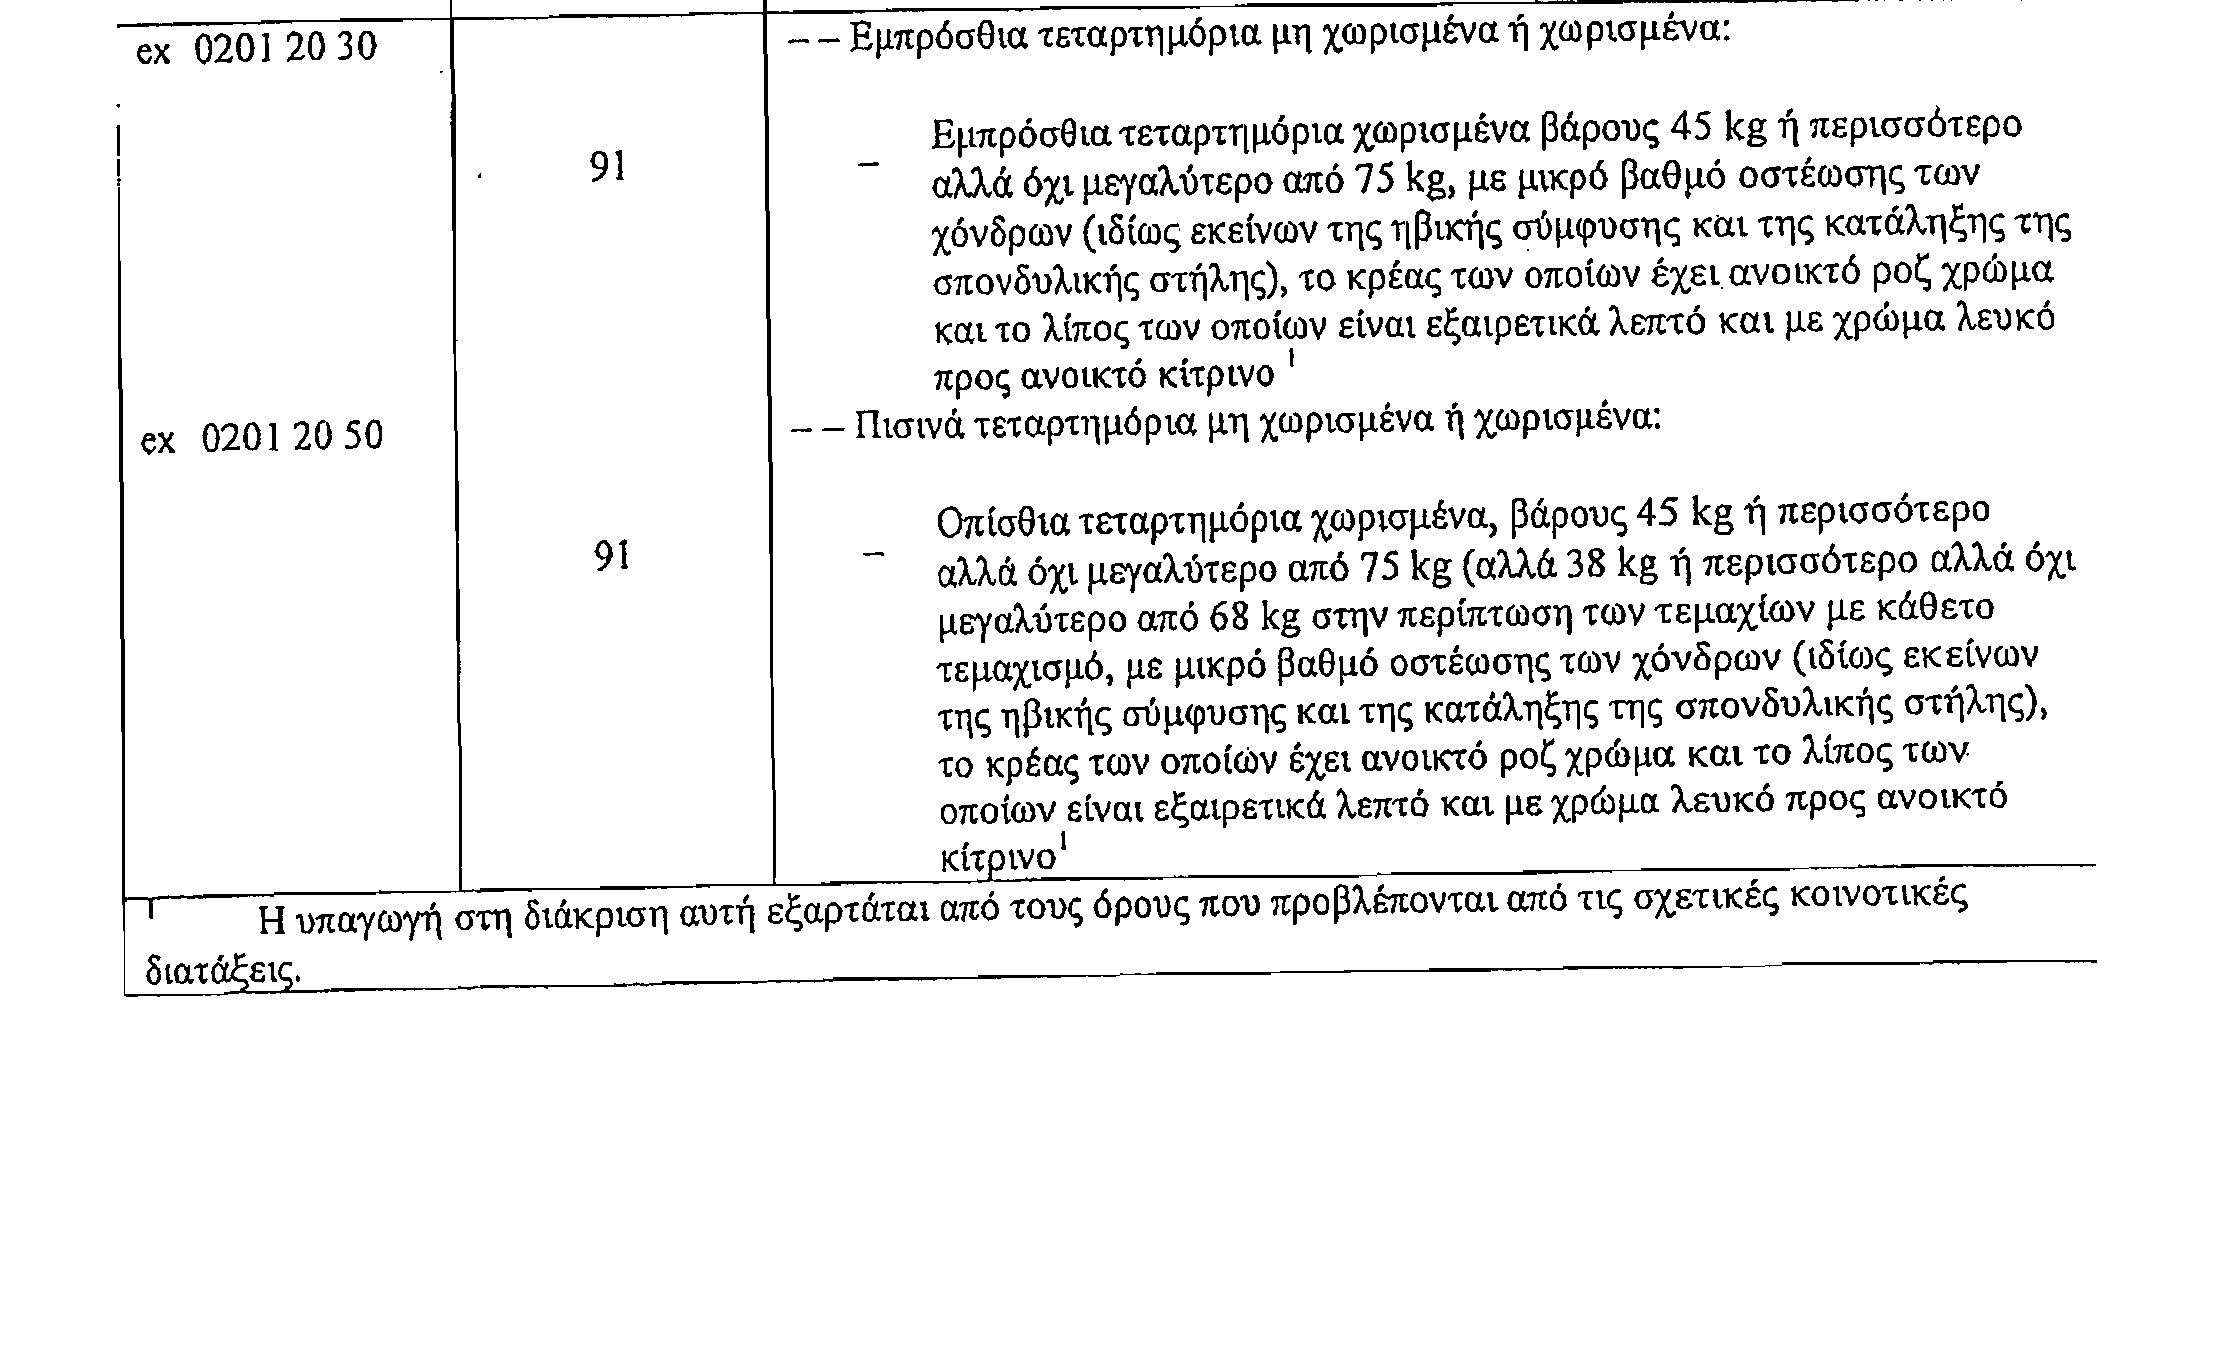 ex 0201 20 30 – – Εμπρόσθια τεταρτημόρια μη χωρισμένα ή χωρισμένα:
Εμπρόσθια τεταρτημόρια χωρισμένα βάρους 45 kg ή περισσότερο
91 – αλλά όχι μεγαλύτερο από 75 kg, με μικρό βαθμό οστέωσης των
χόνδρων (ιδίως εκείνων της ηβικής σύμφυσης και της κατάληξης της
σπονδυλικής στήλης), το κρέας των οποίων έχει ανοικτό ροζ χρώμα
και το λίπος των οποίων είναι εξαιρετικά λεπτό και με χρώμα λευκό
προς ανοικτό κίτρινο ¹
ex 0201 20 50 – – Πισινά τεταρτημόρια μη χωρισμένα ή χωρισμένα:
Οπίσθια τεταρτημόρια χωρισμένα, βάρους 45 kg ή περισσότερο
91 – αλλά όχι μεγαλύτερο από 75 kg (αλλά 38 kg ή περισσότερο αλλά όχι
μεγαλύτερο από 68 kg στην περίπτωση των τεμαχίων με κάθετο
τεμαχισμό, με μικρό βαθμό οστέωσης των χόνδρων (ιδίως εκείνων
της ηβικής σύμφυσης και της κατάληξης της σπονδυλικής στήλης),
το κρέας των οποίων έχει ανοικτό ροζ χρώμα και το λίπος των
οποίων είναι εξαιρετικά λεπτό και με χρώμα λευκό προς ανοικτό
κίτρινο¹
¹ Η υπαγωγή στη διάκριση αυτή εξαρτάται από τους όρους που προβλέπονται από τις σχετικές κοινοτικές
διατάξεις.